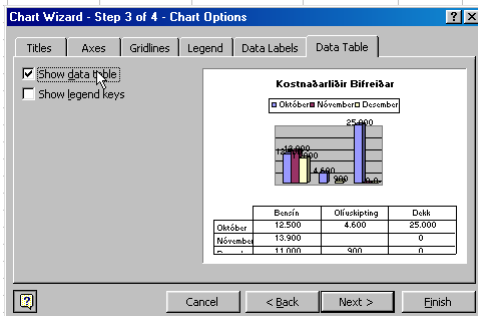 Chart Wizard - Step 3 of 4 - Chart Options
Titles Axes Gridlines Legend Data Labels Data Table
Show data table
Show legend keys
Kostnaðarliðir Bifreiðar
Október Nóvember Desember
25.000
13.900
4.600
900
Bensín Olíuskipting Dekk
Október 12.500 4.600 25.000
Nóvember 13.900 0
11.000 900 0
Cancel < Back Next > Finish